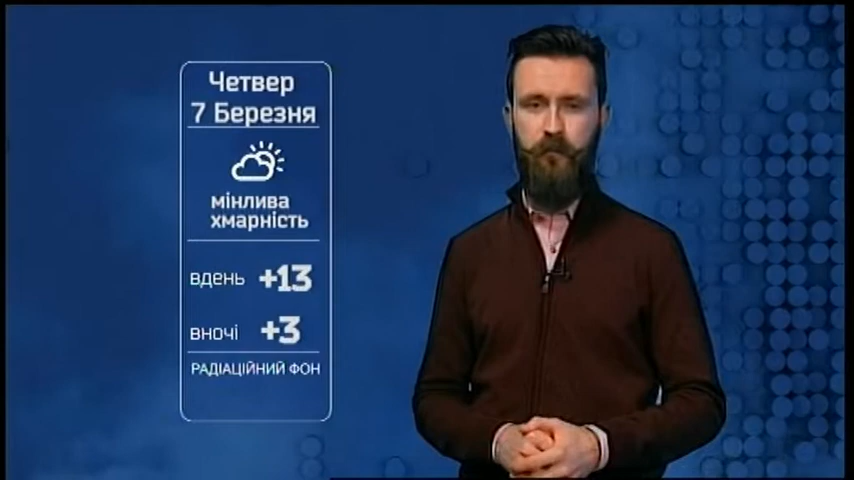 Четвер
7 Березня
мінлива
хмарність
вдень +13
вночі +3
РАДІАЦІЙНИЙ ФОН